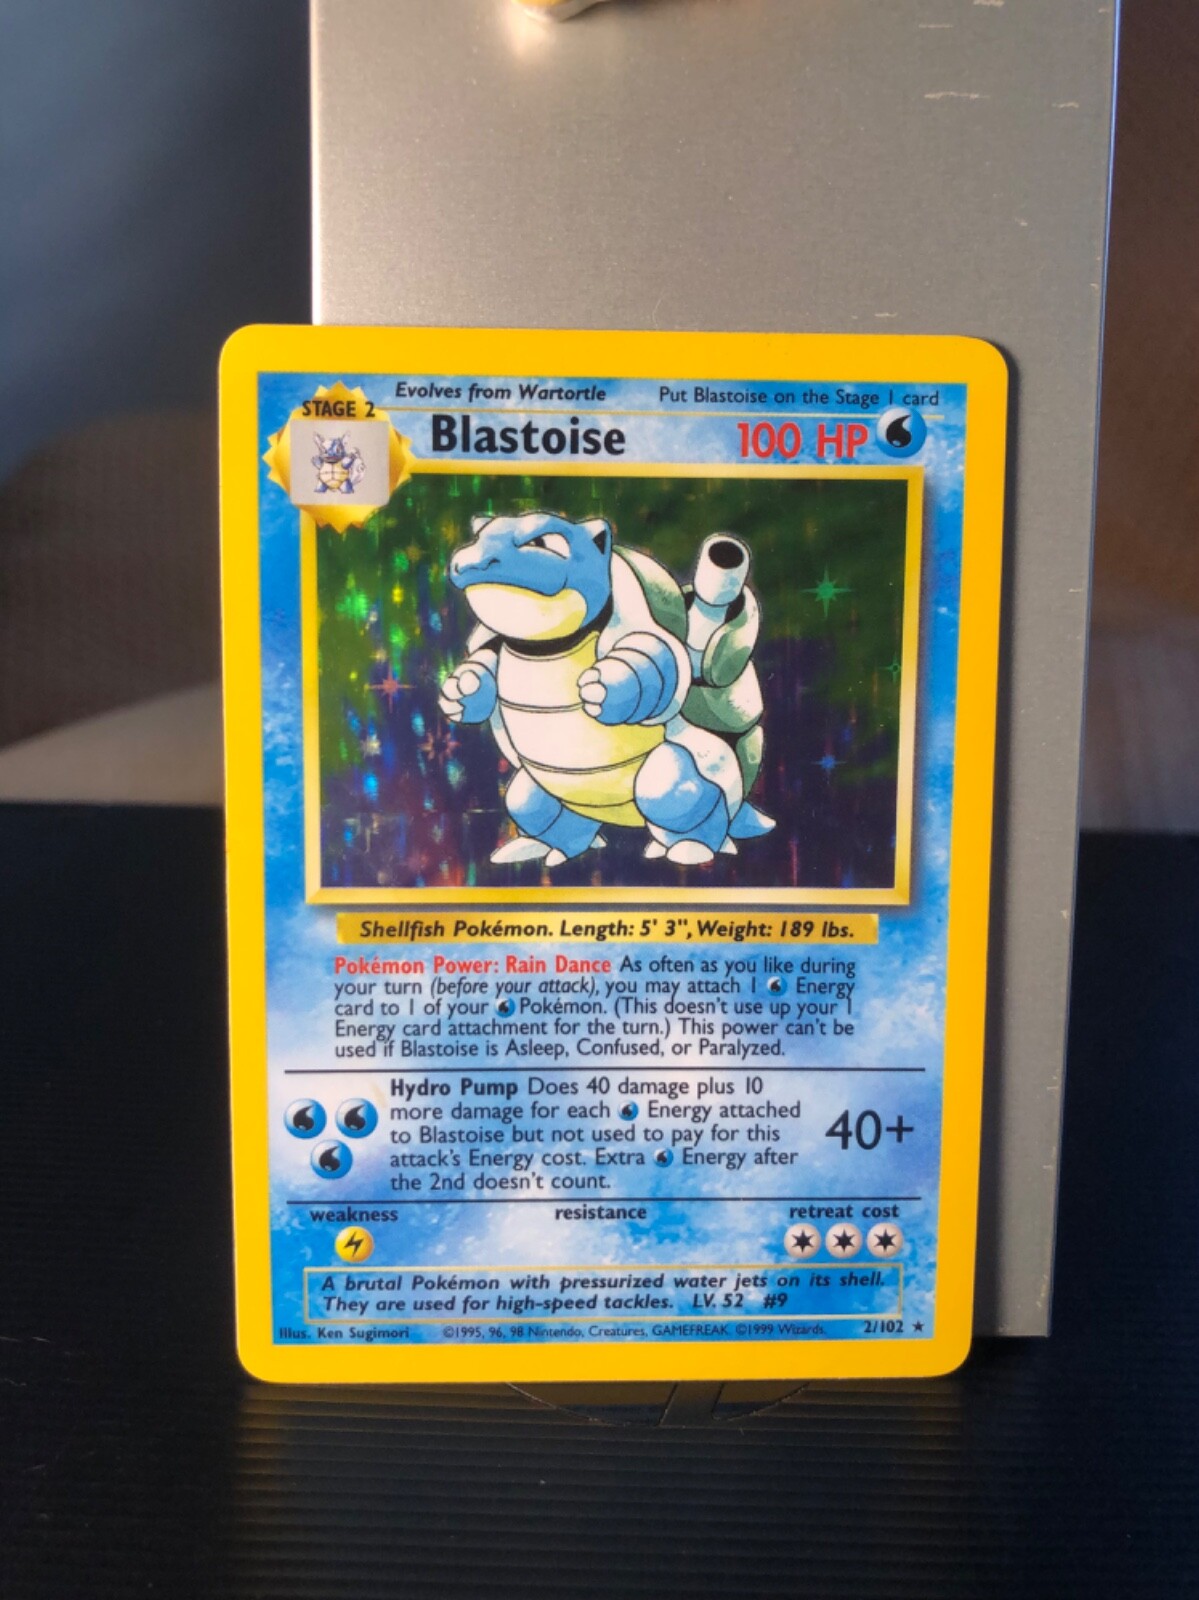 Evolves from Wartortle Put Blastoise on the Stage 1 card
STAGE 2
Blastoise 100 HP
Shellfish Pokémon. Length: 5' 3", Weight: 189 lbs.
Pokémon Power: Rain Dance As often as you like during
your turn (before your attack), you may attach 1 Energy
card to 1 of your Pokémon. (This doesn't use up your 1
Energy card attachment for the turn.) This power can't be
used if Blastoise is Asleep, Confused, or Paralyzed.
Hydro Pump Does 40 damage plus 10
more damage for each Energy attached
to Blastoise but not used to pay for this
attack's Energy cost. Extra Energy after
the 2nd doesn't count.
40+
weakness resistance retreat cost
A brutal Pokémon with pressurized water jets on its shell.
They are used for high-speed tackles. LV. 52 #9
Illus. Ken Sugimori ©1995, 96, 98 Nintendo, Creatures, GAMEFREAK. ©1999 Wizards. 2/102 ★